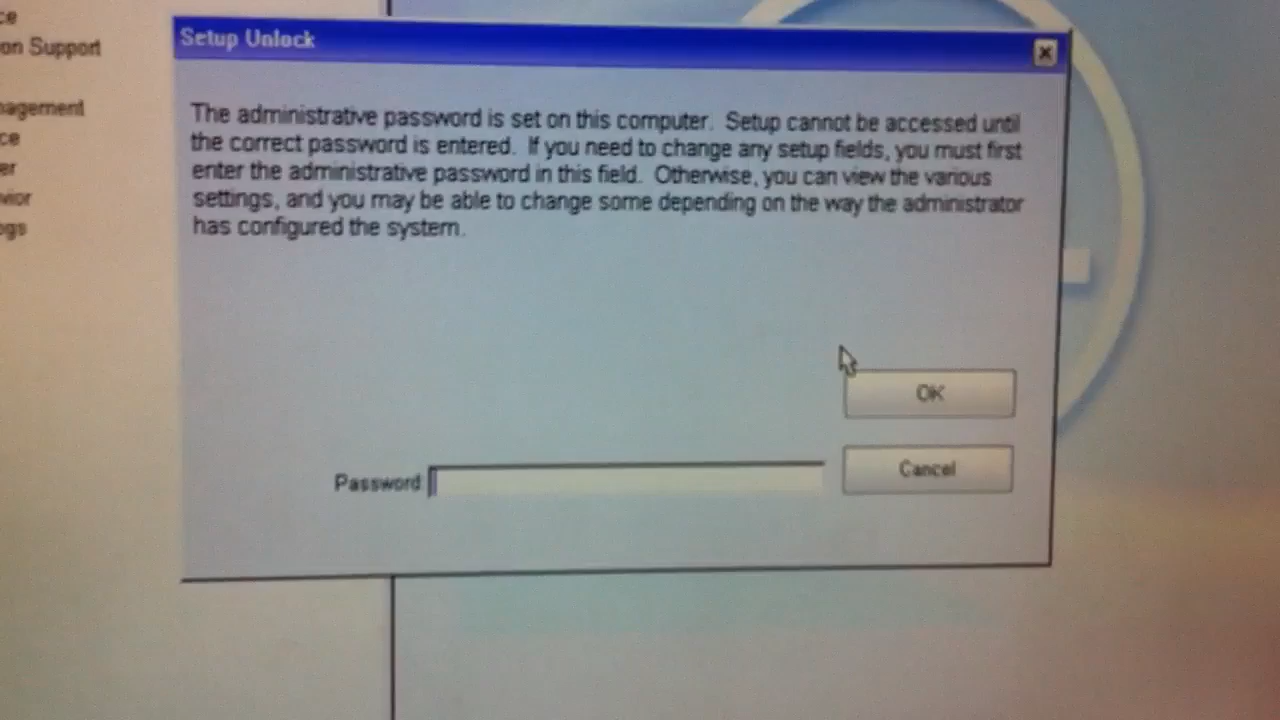 Setup Unlock
on Support
The administrative password is set on this computer. Setup cannot be accessed until
the correct password is entered. If you need to change any setup fields, you must first
enter the administrative password in this field. Otherwise, you can view the various
settings, and you may be able to change some depending on the way the administrator
has configured the system.
OK
Password
Cancel